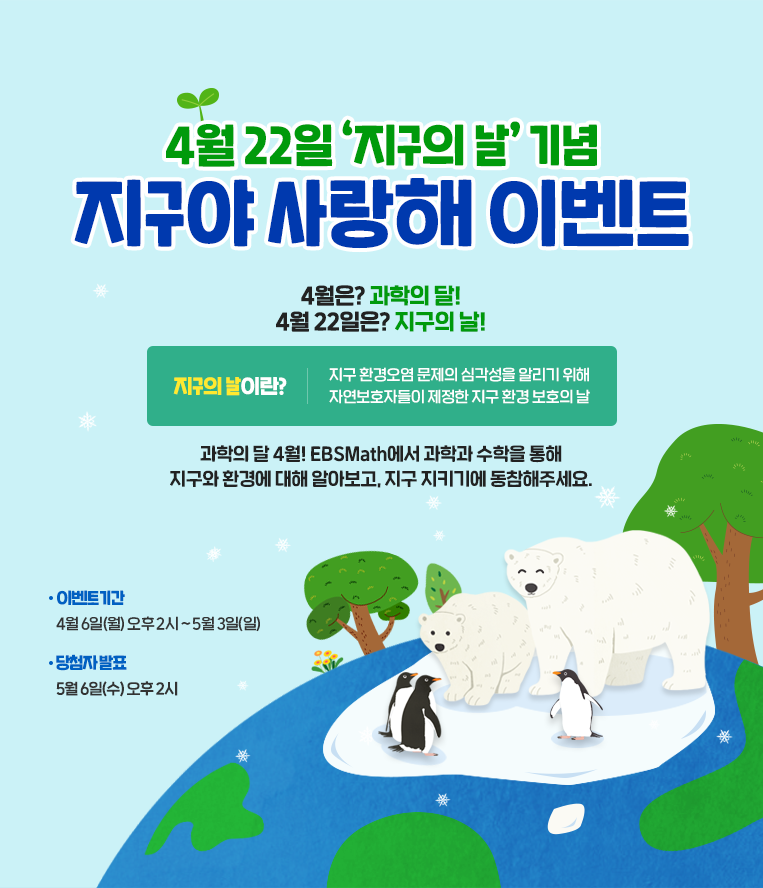 4월 22일 ‘지구의 날’ 기념
지구야 사랑해 이벤트
4월은? 과학의 달!
4월 22일은? 지구의 날!
지구의 날이란?
지구 환경오염 문제의 심각성을 알리기 위해
자연보호자들이 제정한 지구 환경 보호의 날
과학의 달 4월! EBSMath에서 과학과 수학을 통해
지구와 환경에 대해 알아보고, 지구 지키기에 동참해주세요.
• 이벤트기간
4월 6일(월) 오후 2시 ~ 5월 3일(일)
• 당첨자 발표
5월 6일(수) 오후 2시